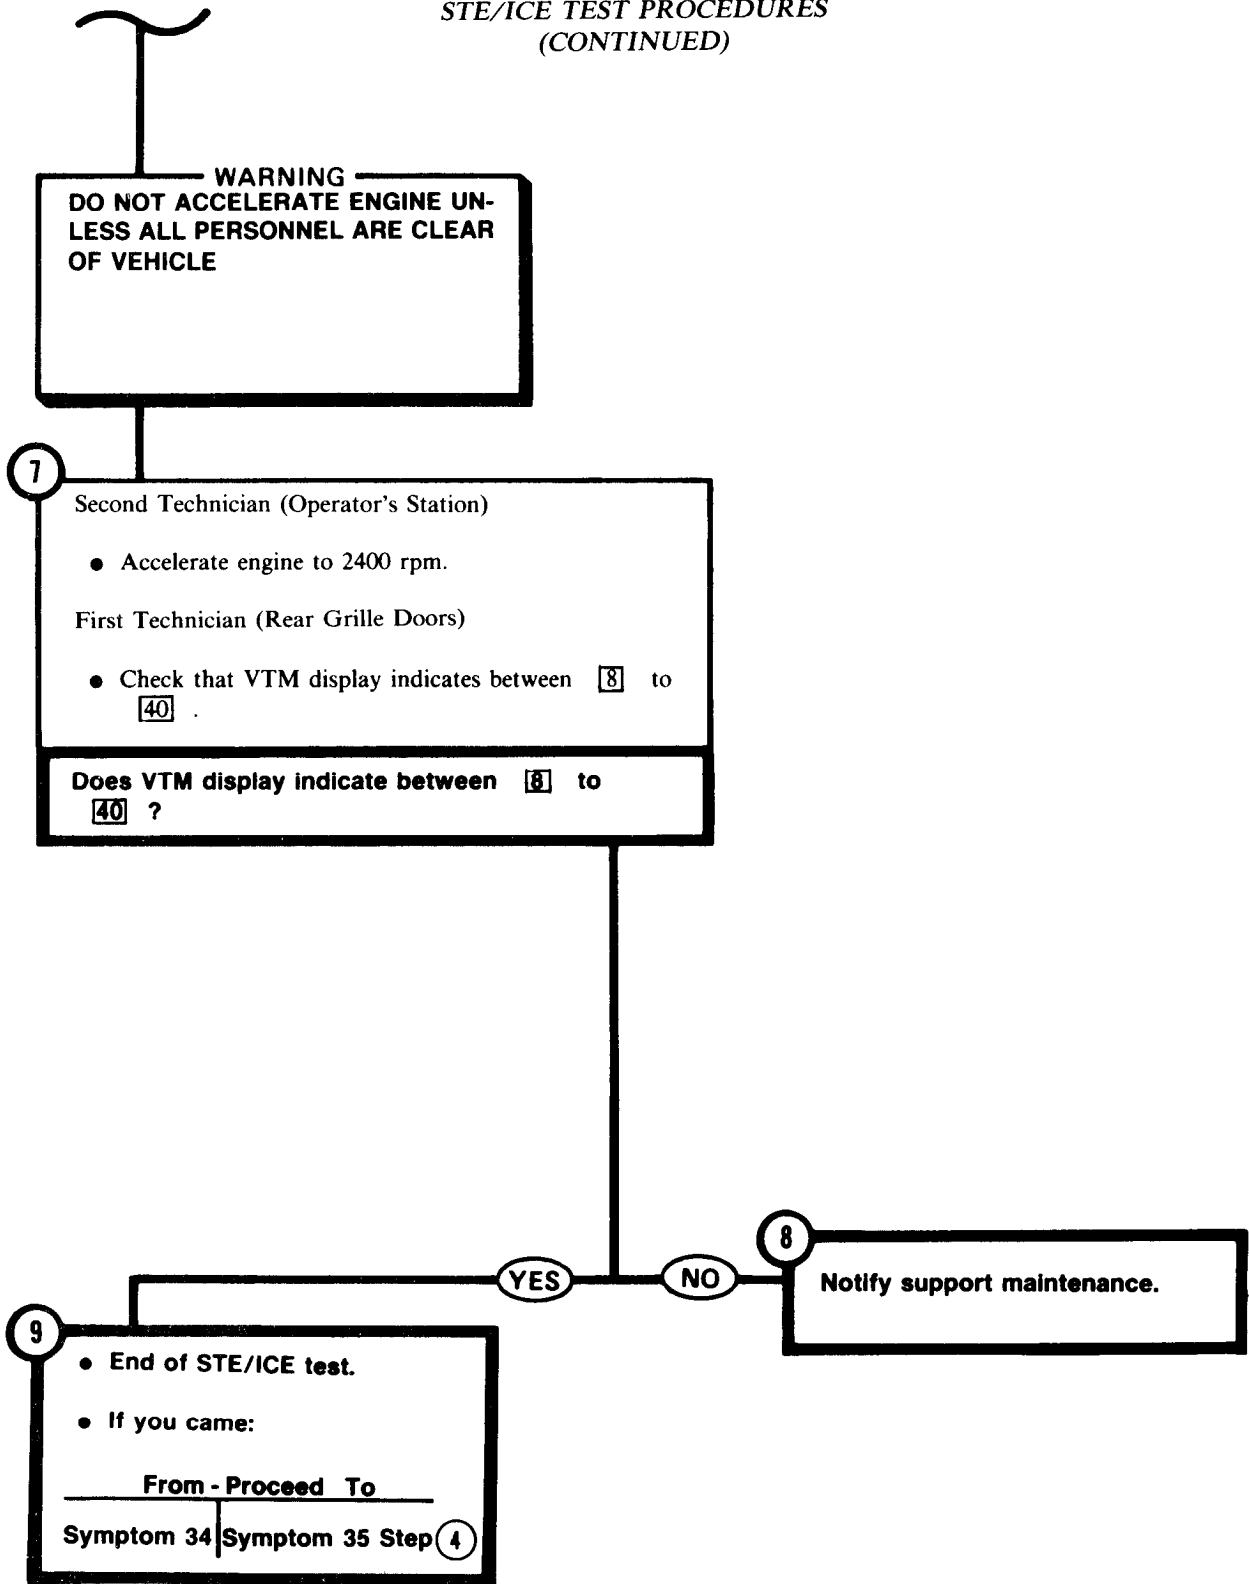 STE/ICE TEST PROCEDURES
(CONTINUED)
WARNING
DO NOT ACCELERATE ENGINE UN-
LESS ALL PERSONNEL ARE CLEAR
OF VEHICLE
7
Second Technician (Operator's Station)
● Accelerate engine to 2400 rpm.
First Technician (Rear Grille Doors)
● Check that VTM display indicates between 8 to
40 .
Does VTM display indicate between 8 to
40 ?
YES
NO
8
Notify support maintenance.
9
● End of STE/ICE test.
● If you came:
From - Proceed To
Symptom 34 Symptom 35 Step 4